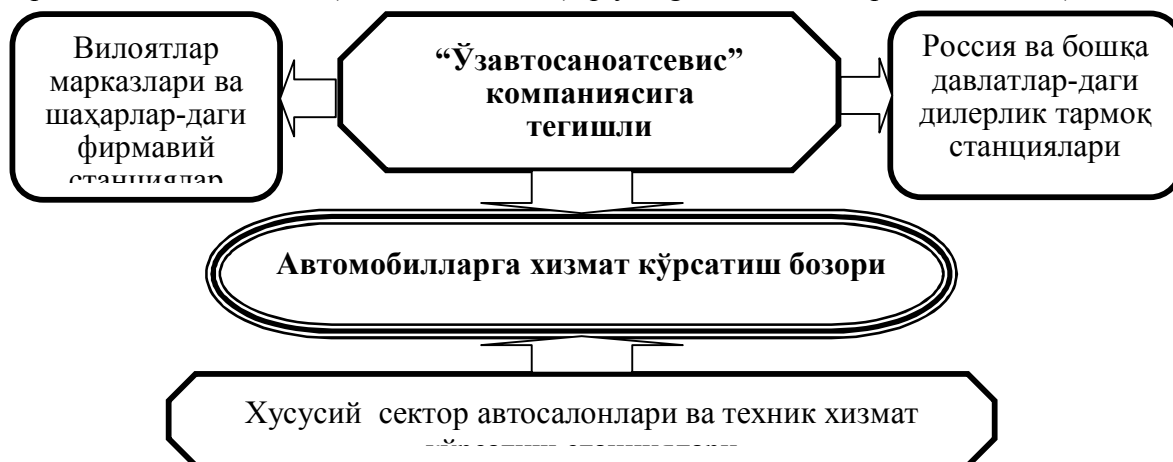 Вилоятлар
марказлари ва
шаҳарлар-даги
фирмавий
станциялар
“Ўзавтосаноатсевис”
компаниясига
тегишли
Россия ва бошқа
давлатлар-даги
дилерлик тармоқ
станциялари
Автомобилларга хизмат кўрсатиш бозори
Хусусий сектор автосалонлари ва техник хизмат